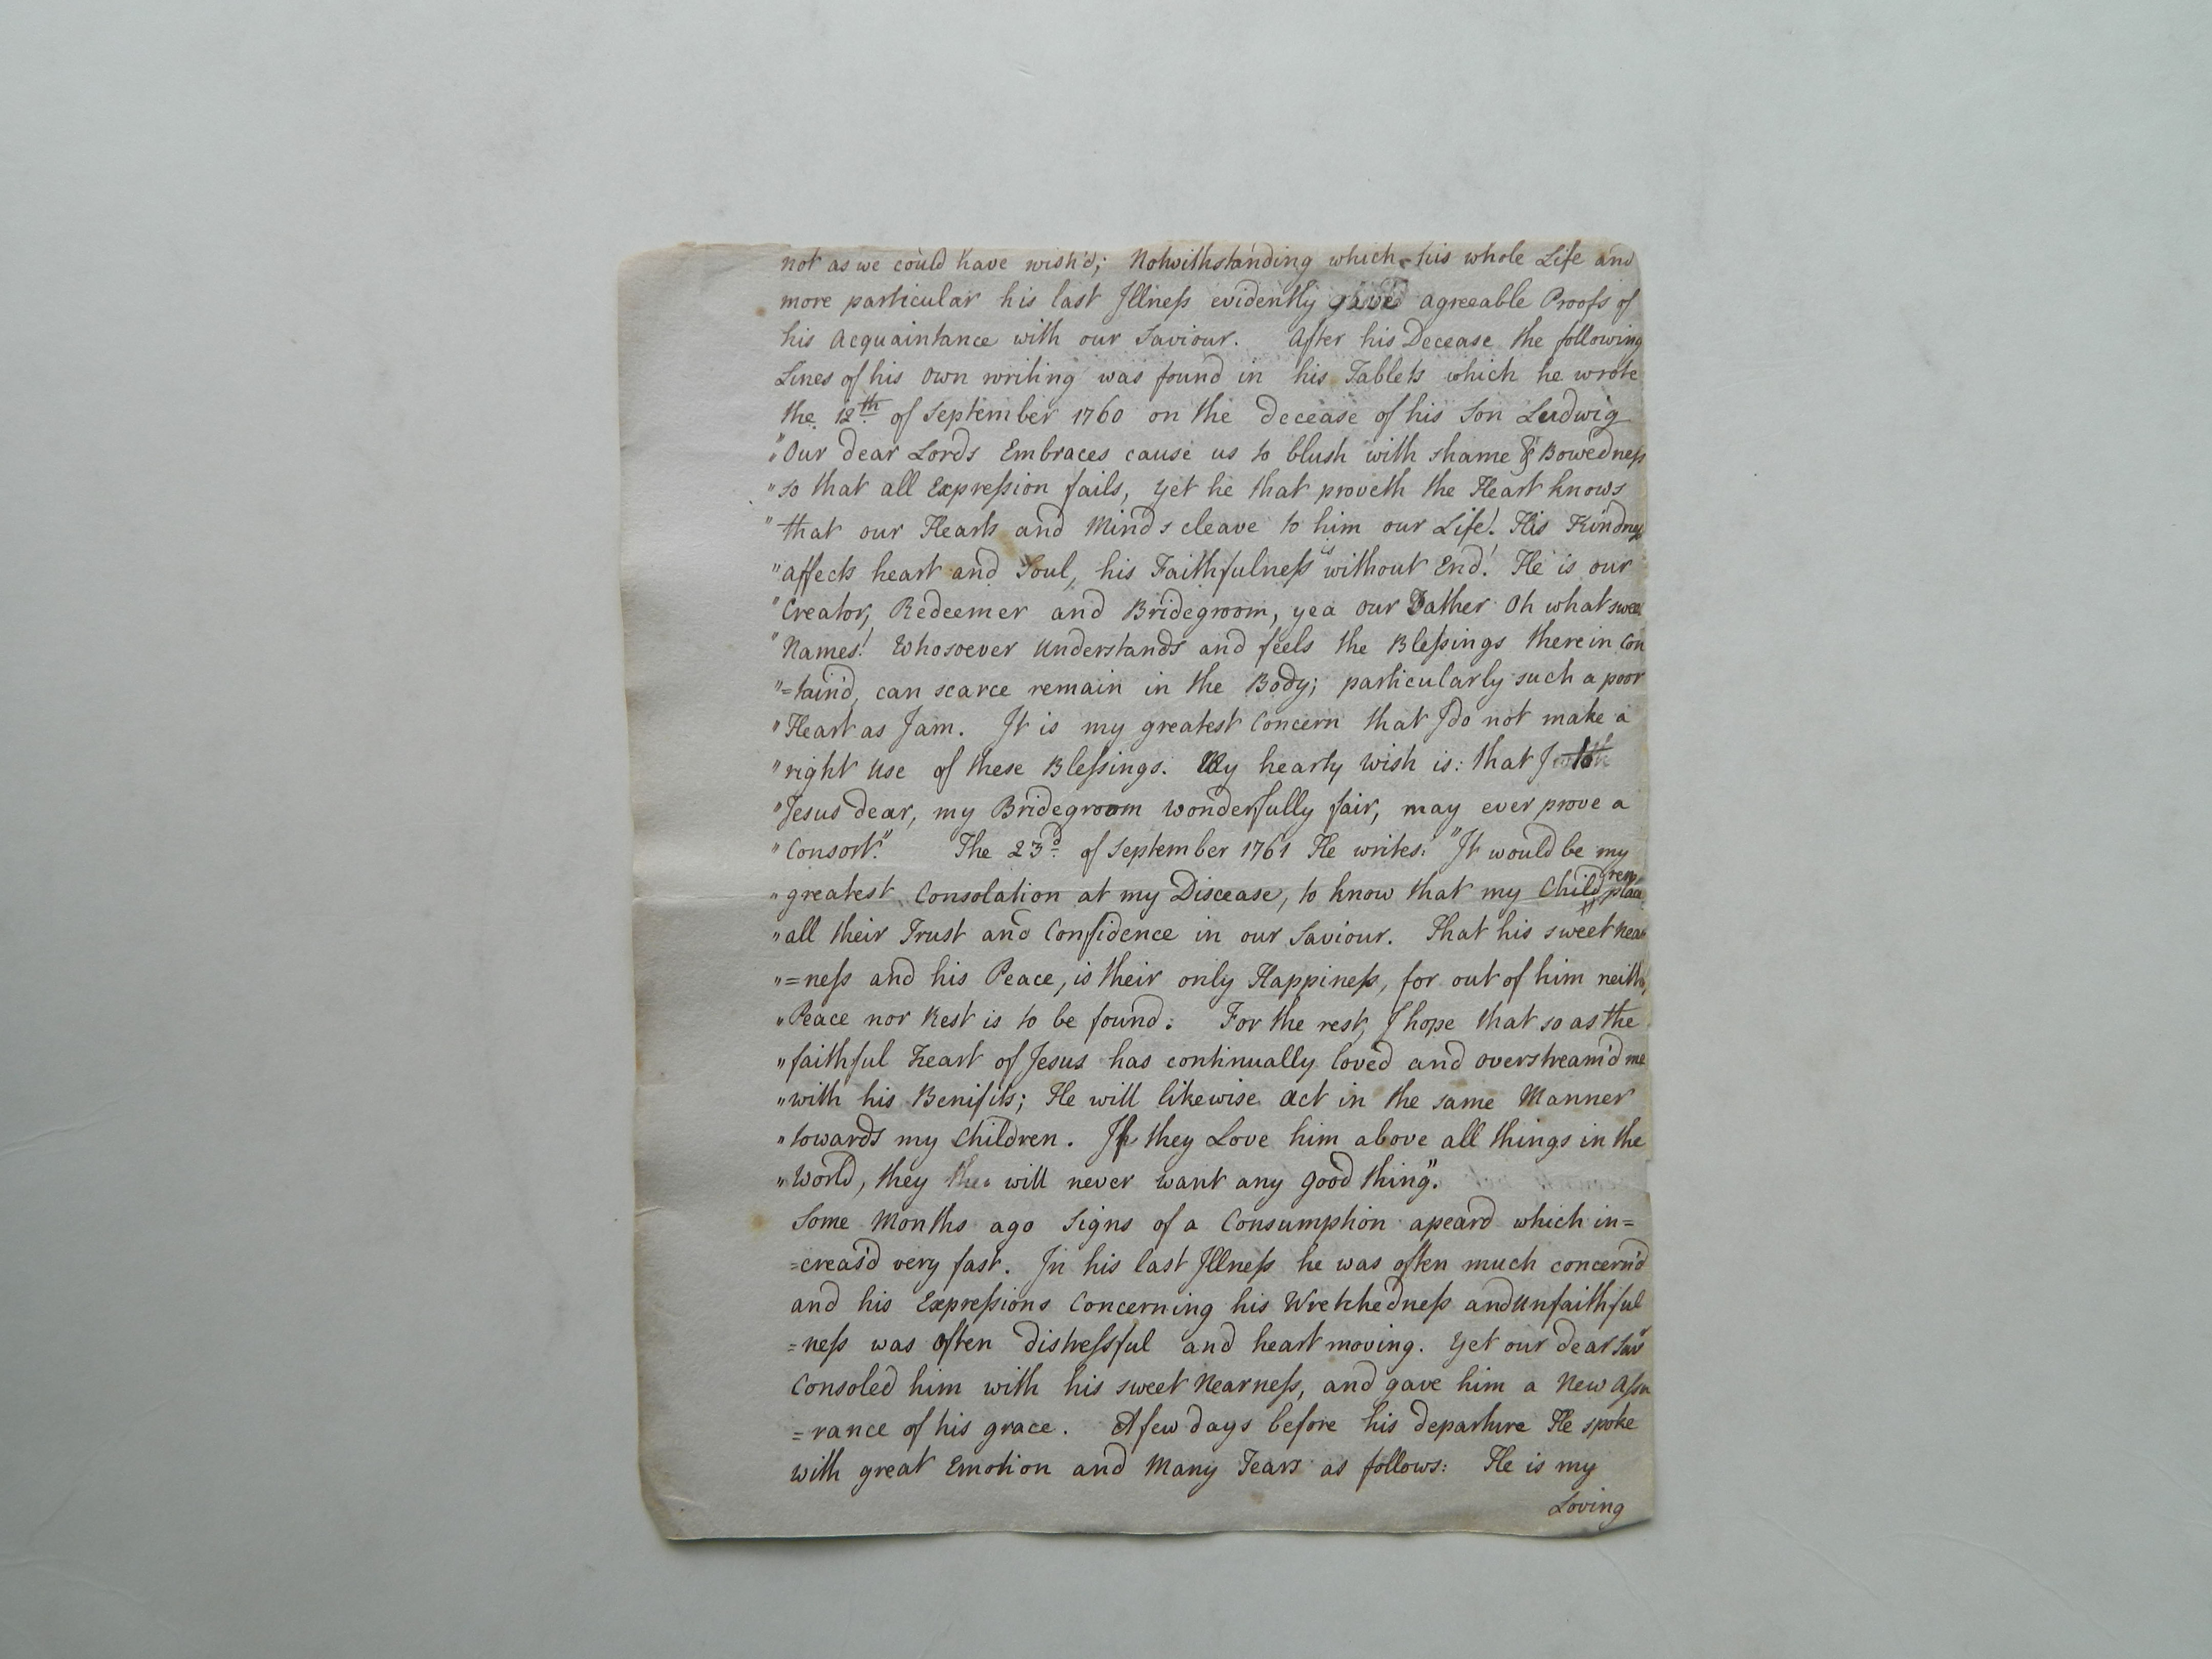 not as we could have wish'd; Notwithstanding which his whole Life and
more particular his last Illneſs evidently gave agreeable Proofs of
his Acquaintance with our Saviour. After his Decease the following
Lines of his own writing was found in his Tablets which he wrote
the 12th of September 1760 on the decease of his Son Ludwig
"Our dear Lords Embraces cause us to blush with shame & Bowedneſs
"so that all Expreſsion fails, yet he that proveth the Heart knows
"that our Hearts and Minds cleave to him our Life! His Kindneſs
"affects heart and Soul, his Faithfulneſs is without End! He is our
"Creator, Redeemer and Bridegroom, yea our Father Oh what swee
"Names! Whosoever Understands and feels the Bleſsings therein Con
"=tain'd, can scarce remain in the Body; particularly such a poor
"Heart as I am. It is my greatest Concern that I do not make a
"right Use of these Bleſsings. My hearty Wish is: that I to
"Jesus dear, my Bridegroom wonderfully fair, may ever prove a
"Consort." The 23d of September 1761 He writes: "It would be my
"greatest Consolation at my Discease, to know that my Children place
"all their Trust and Confidence in our Saviour. That his sweet Near
"=neſs and his Peace, is their only Happineſs, for out of him neith
"Peace nor Rest is to be found. For the rest, I hope that so as the
"faithful heart of Jesus has continually loved and overstream'd me
"with his Benifits; He will likewise act in the same Manner
"towards my Children. If they Love him above all things in the
"World, they will never want any good thing".
Some Months ago Signs of a Consumption apeard which in=
=creas'd very fast. In his last Illneſs he was often much concern'd
and his Expreſsions Concerning his Wretchedneſs and Unfaithful
=neſs was often distreſsful and heart moving. Yet our dear Savr
Consoled him with his sweet Nearneſs, and gave him a New Aſsu
=rance of his grace. A few days before his departure He spoke
with great Emotion and Many Tears as follows: He is my
Loving